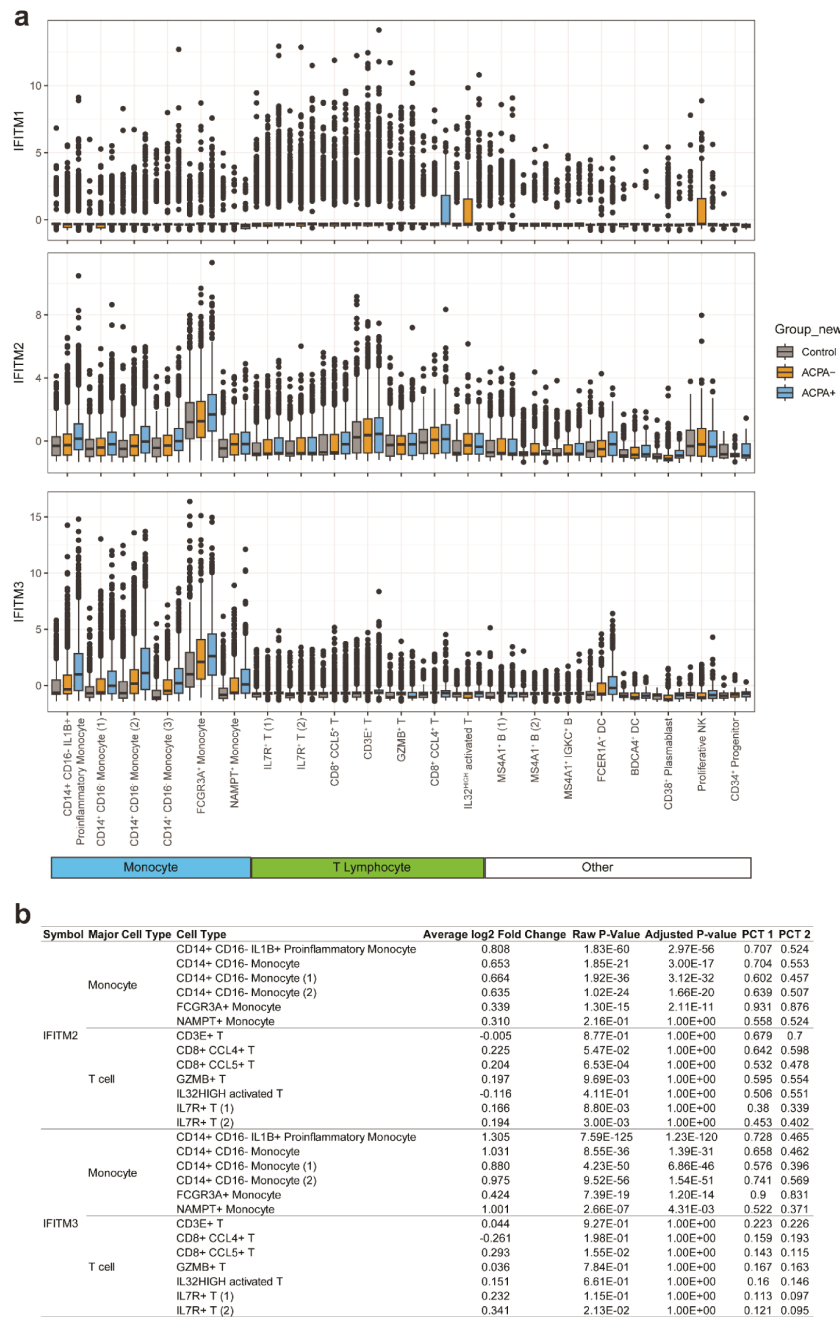 a
IFITM1
10
5
0
IFITM2
8
4
0
IFITM3
15
10
5
0
Group_new
Control
ACPA−
ACPA+
CD14+ CD16- IL1B+
Proinflammatory Monocyte
CD14⁺ CD16⁻ Monocyte (1)
CD14⁺ CD16⁻ Monocyte (2)
CD14⁺ CD16⁻ Monocyte (3)
FCGR3A⁺ Monocyte
NAMPT⁺ Monocyte
IL7R⁺ T (1)
IL7R⁺ T (2)
CD8⁺ CCL5⁺ T
CD3E⁺ T
GZMB⁺ T
CD8⁺ CCL4⁺ T
IL32ᴴᴵᴳᴴ activated T
MS4A1⁺ B (1)
MS4A1⁺ B (2)
MS4A1⁺ IGKC⁺ B
FCER1A⁺ DC
BDCA4⁺ DC
CD38⁺ Plasmablast
Proliferative NK
CD34⁺ Progenitor
Monocyte T Lymphocyte Other
b
Symbol Major Cell Type Cell Type Average log2 Fold Change Raw P-Value Adjusted P-value PCT 1 PCT 2
IFITM2
Monocyte
CD14+ CD16- IL1B+ Proinflammatory Monocyte 0.808 1.83E-60 2.97E-56 0.707 0.524
CD14+ CD16- Monocyte 0.653 1.85E-21 3.00E-17 0.704 0.553
CD14+ CD16- Monocyte (1) 0.664 1.92E-36 3.12E-32 0.602 0.457
CD14+ CD16- Monocyte (2) 0.635 1.02E-24 1.66E-20 0.639 0.507
FCGR3A+ Monocyte 0.339 1.30E-15 2.11E-11 0.931 0.876
NAMPT+ Monocyte 0.310 2.16E-01 1.00E+00 0.558 0.524
T cell
CD3E+ T -0.005 8.77E-01 1.00E+00 0.679 0.7
CD8+ CCL4+ T 0.225 5.47E-02 1.00E+00 0.642 0.598
CD8+ CCL5+ T 0.204 6.53E-04 1.00E+00 0.532 0.478
GZMB+ T 0.197 9.69E-03 1.00E+00 0.595 0.554
IL32HIGH activated T -0.116 4.11E-01 1.00E+00 0.506 0.551
IL7R+ T (1) 0.166 8.80E-03 1.00E+00 0.38 0.339
IL7R+ T (2) 0.194 3.00E-03 1.00E+00 0.453 0.402
IFITM3
Monocyte
CD14+ CD16- IL1B+ Proinflammatory Monocyte 1.305 7.59E-125 1.23E-120 0.728 0.465
CD14+ CD16- Monocyte 1.031 8.55E-36 1.39E-31 0.658 0.462
CD14+ CD16- Monocyte (1) 0.880 4.23E-50 6.86E-46 0.576 0.396
CD14+ CD16- Monocyte (2) 0.975 9.52E-56 1.54E-51 0.741 0.569
FCGR3A+ Monocyte 0.424 7.39E-19 1.20E-14 0.9 0.831
NAMPT+ Monocyte 1.001 2.66E-07 4.31E-03 0.522 0.371
T cell
CD3E+ T 0.044 9.27E-01 1.00E+00 0.223 0.226
CD8+ CCL4+ T -0.261 1.98E-01 1.00E+00 0.159 0.193
CD8+ CCL5+ T 0.293 1.55E-02 1.00E+00 0.143 0.115
GZMB+ T 0.036 7.84E-01 1.00E+00 0.167 0.163
IL32HIGH activated T 0.151 6.61E-01 1.00E+00 0.16 0.146
IL7R+ T (1) 0.232 1.15E-01 1.00E+00 0.113 0.097
IL7R+ T (2) 0.341 2.13E-02 1.00E+00 0.121 0.095